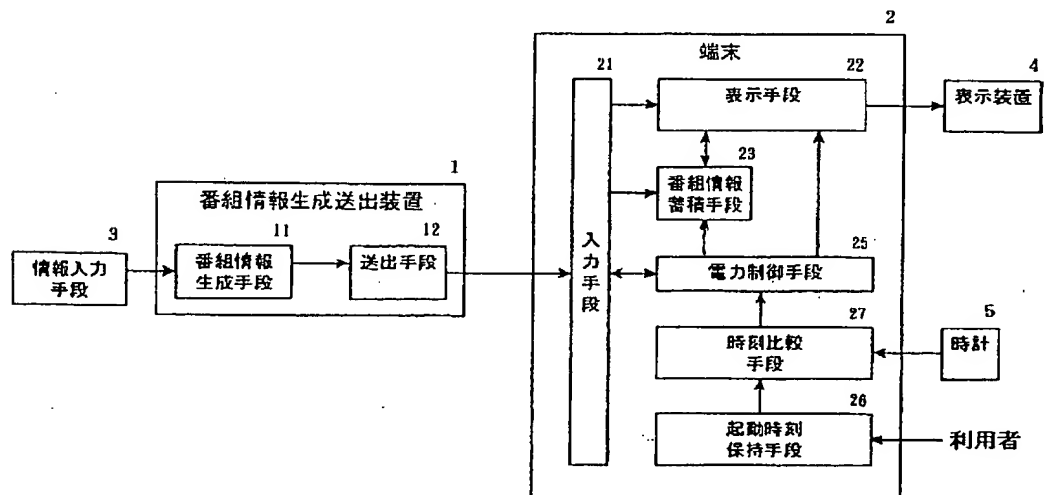 2
端末
21
22
4
表示手段
表示装置
23
番組情報
蓄積手段
1
番組情報生成送出装置
3
11
12
情報入力
手段
番組情報
生成手段
送出手段
入力手段
25
電力制御手段
27
5
時刻比較
手段
時計
26
起動時刻
保持手段
利用者